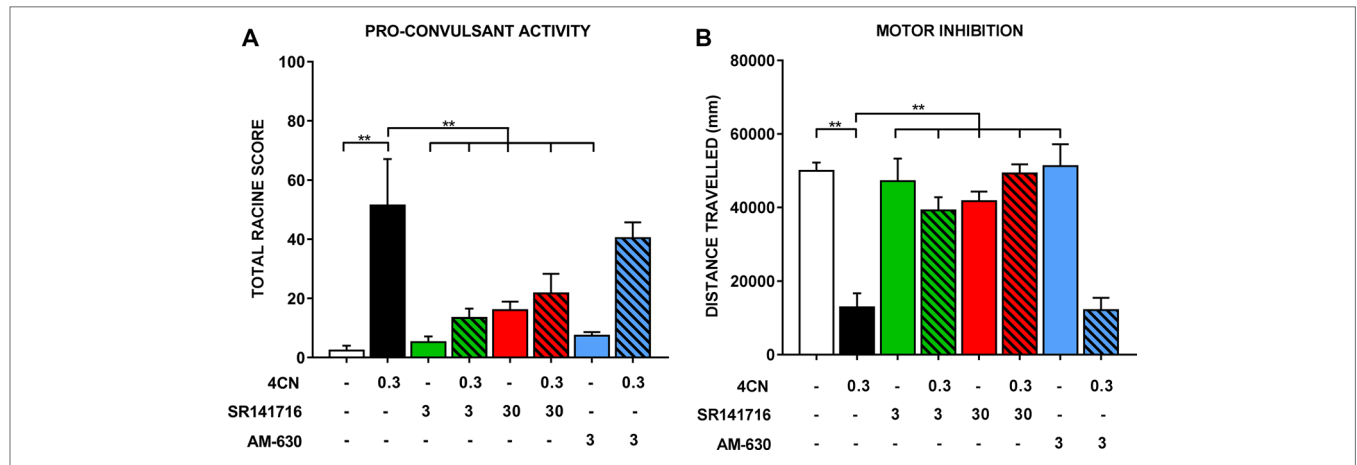 A PRO-CONVULSANT ACTIVITY
TOTAL RACINE SCORE
100
80
60
40
20
0
** **
4CN - 0.3 - 0.3 - 0.3 - 0.3
SR141716 - - 3 3 30 30 - -
AM-630 - - - - - - 3 3
B MOTOR INHIBITION
DISTANCE TRAVELLED (mm)
80000
60000
40000
20000
0
** **
4CN - 0.3 - 0.3 - 0.3 - 0.3
SR141716 - - 3 3 30 30 - -
AM-630 - - - - - - 3 3